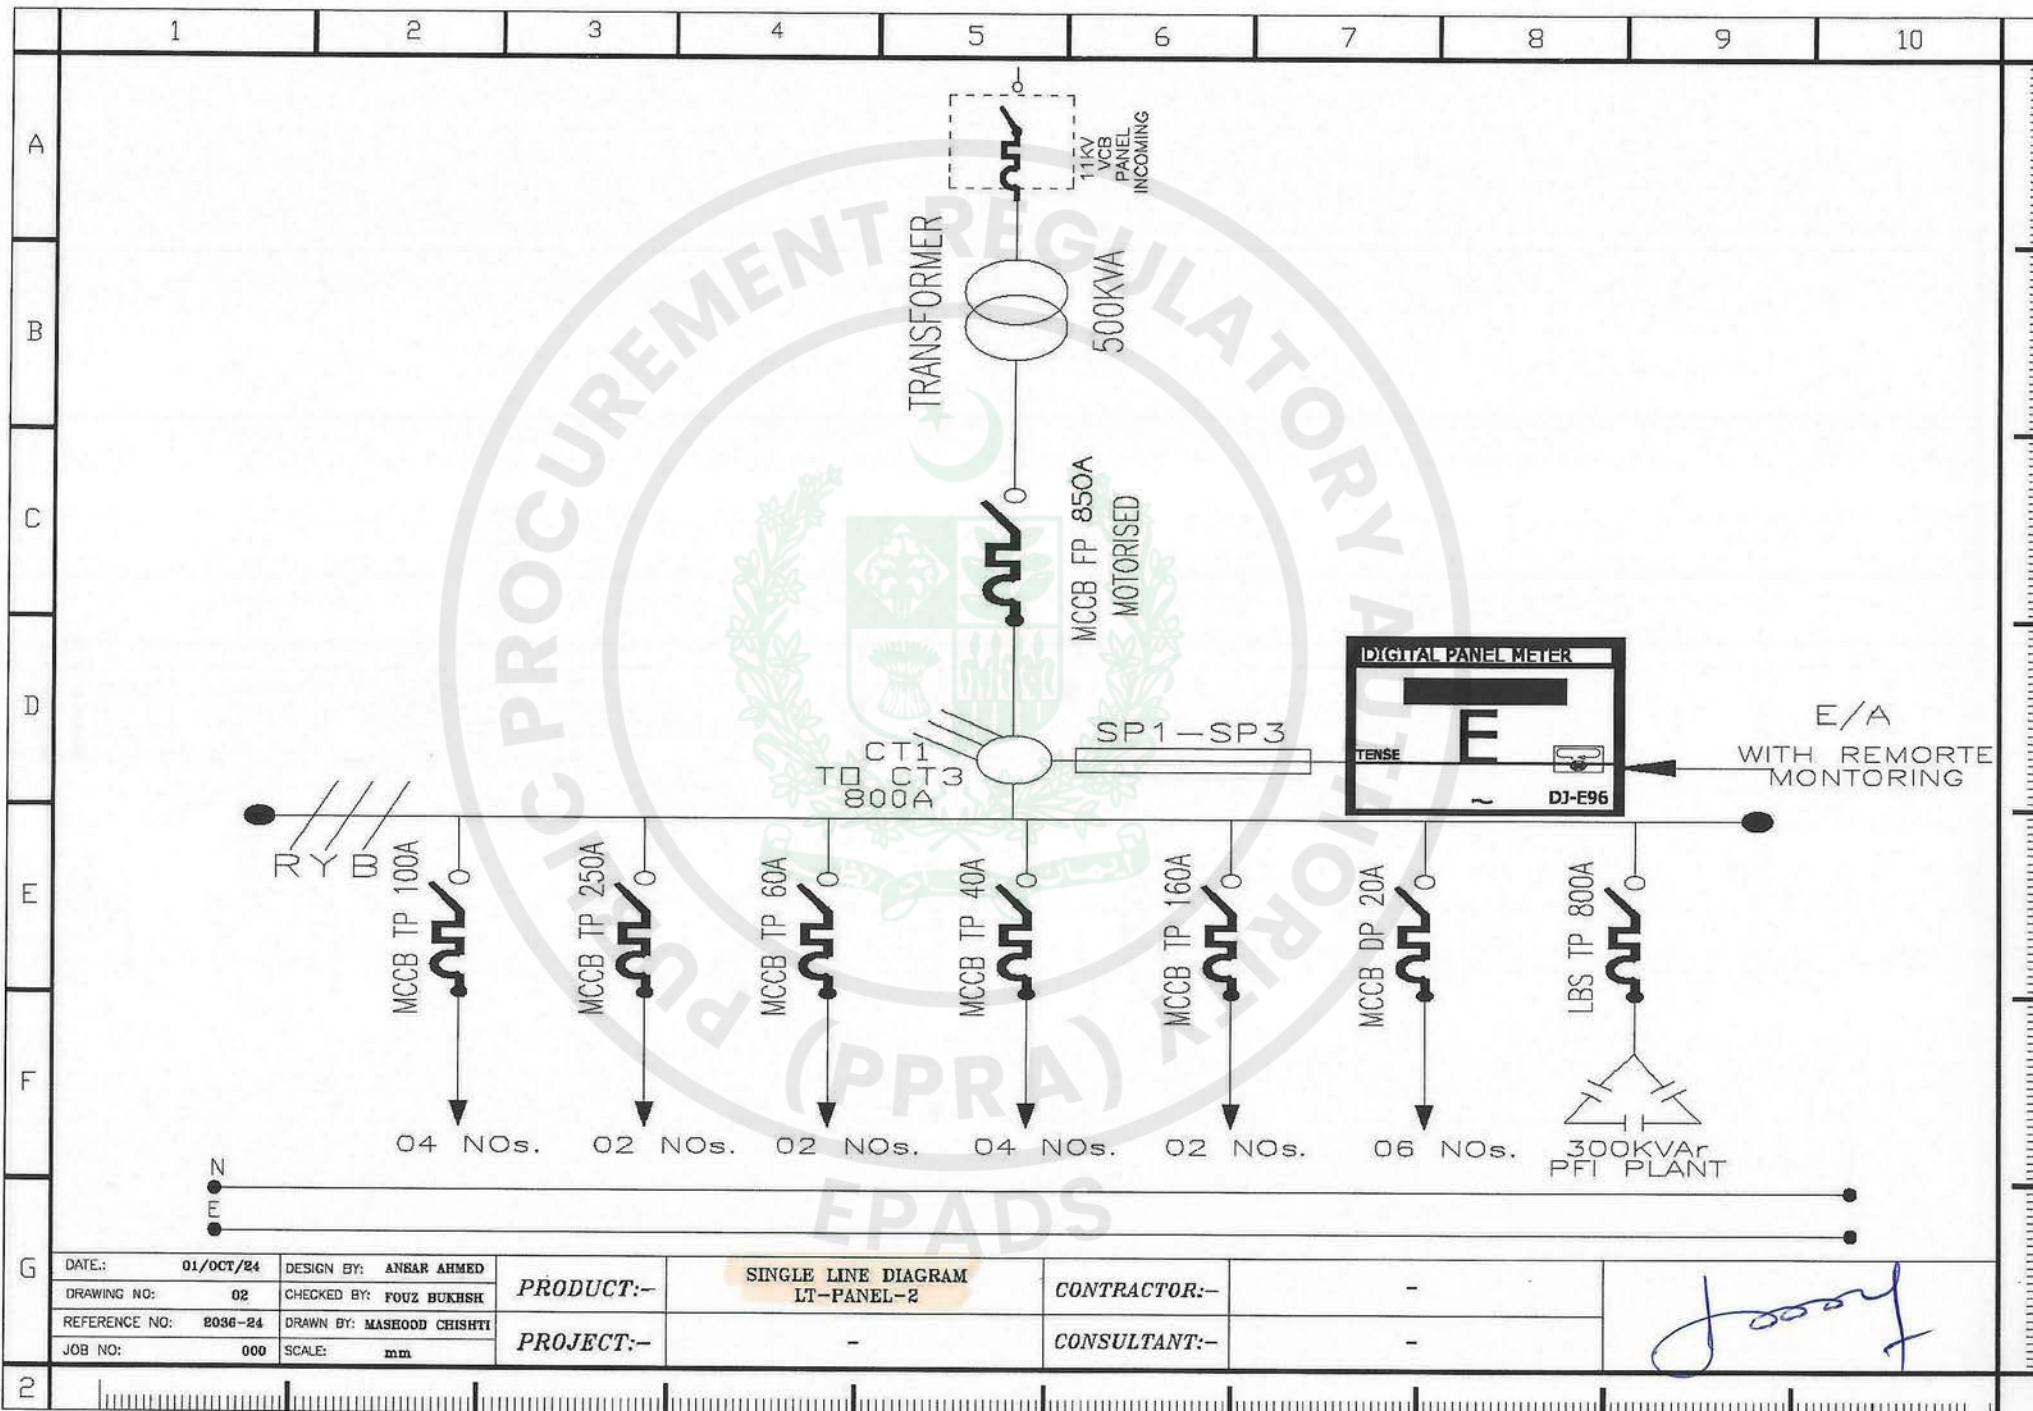 1 2 3 4 5 6 7 8 9 10
A
B
C
D
E
F
G
2
11KV
VCB
PANEL
INCOMING
TRANSFORMER
500KVA
MCCB FP 850A
MOTORISED
DIGITAL PANEL METER
E
TENSE
~
DJ-E96
E/A
WITH REMORTE
MONTORING
SP1-SP3
CT1
TO CT3
800A
R Y B
MCCB TP 100A
MCCB TP 250A
MCCB TP 60A
MCCB TP 40A
MCCB TP 160A
MCCB DP 20A
LBS TP 800A
04 NOs.
02 NOs.
02 NOs.
04 NOs.
02 NOs.
06 NOs.
300KVAr
PFI PLANT
N
E
PUBLIC PROCUREMENT REGULATORY AUTHORITY
(PPRA)
EPADS
DATE.: 01/OCT/24
DRAWING NO: 02
REFERENCE NO: 2036-24
JOB NO: 000
DESIGN BY: ANSAR AHMED
CHECKED BY: FOUZ BUKHSH
DRAWN BY: MASHOOD CHISHTI
SCALE: mm
PRODUCT:-
SINGLE LINE DIAGRAM
LT-PANEL-2
PROJECT:- -
CONTRACTOR:- -
CONSULTANT:- -